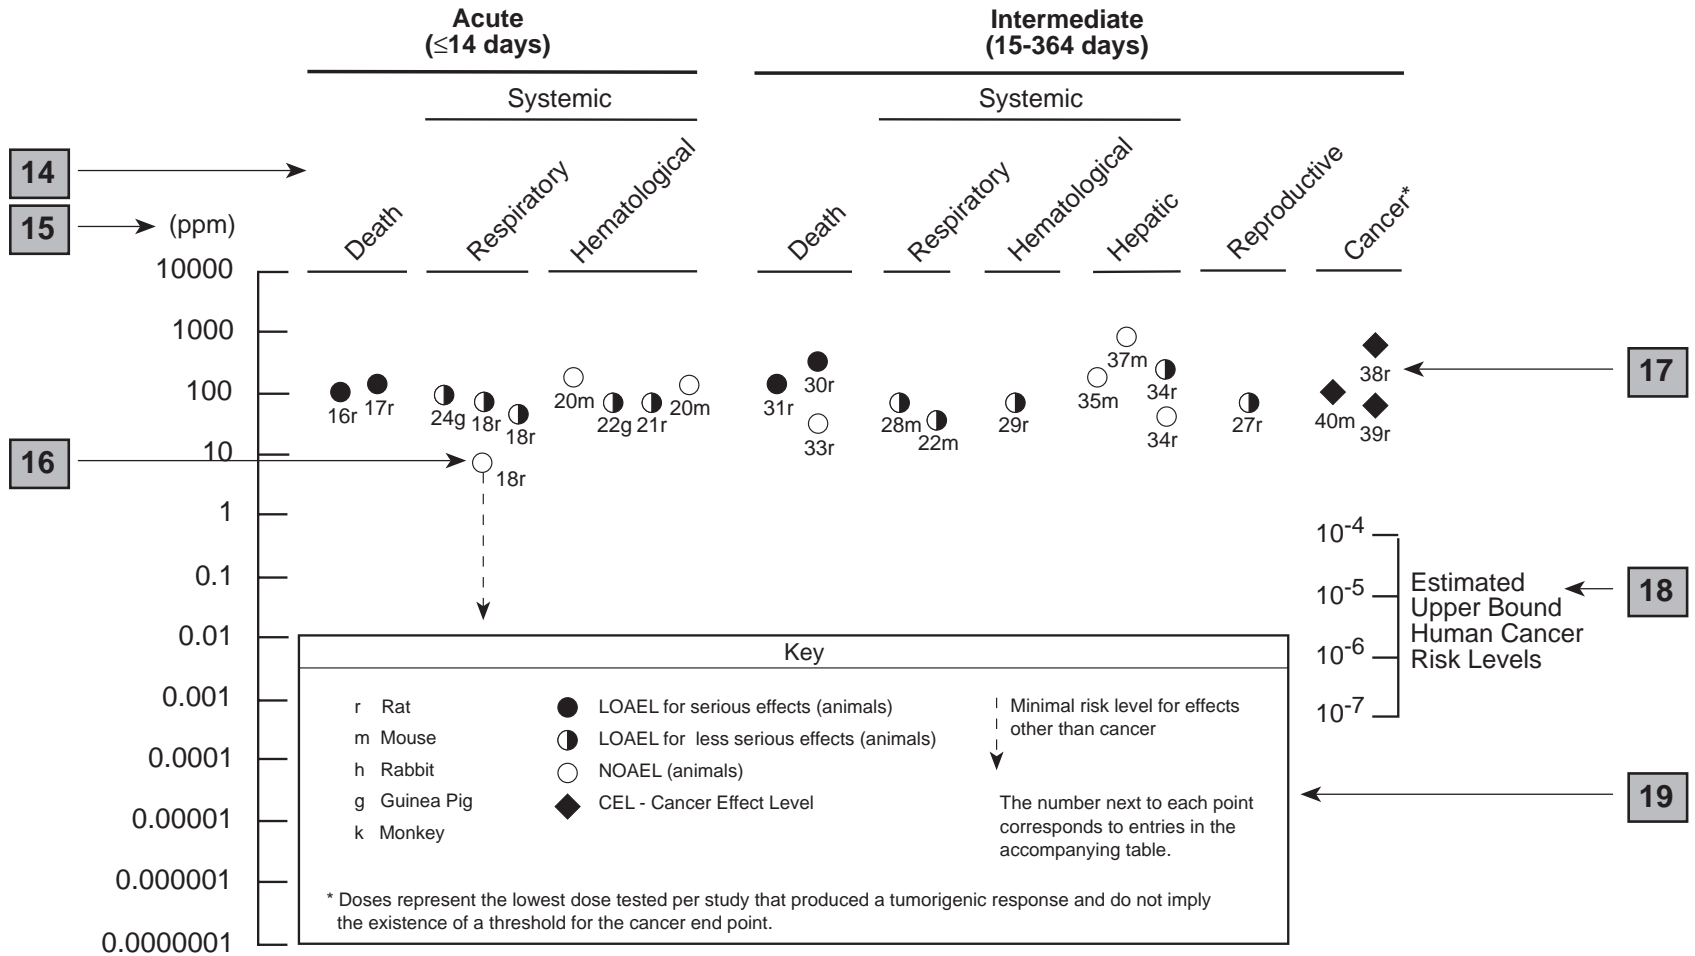 Acute
(≤14 days)
Intermediate
(15-364 days)
Systemic
Systemic
14
15
(ppm)
Death
Respiratory
Hematological
Death
Respiratory
Hematological
Hepatic
Reproductive
Cancer*
10000
1000
100
10
1
0.1
0.01
0.001
0.0001
0.00001
0.000001
0.0000001
16r
17r
24g
18r
18r
18r
20m
22g
21r
20m
31r
30r
33r
28m
22m
29r
35m
37m
34r
34r
27r
40m
38r
39r
16
17
10-4
10-5
10-6
10-7
Estimated
Upper Bound
Human Cancer
Risk Levels
18
Key
r Rat
m Mouse
h Rabbit
g Guinea Pig
k Monkey
LOAEL for serious effects (animals)
LOAEL for less serious effects (animals)
NOAEL (animals)
CEL - Cancer Effect Level
Minimal risk level for effects
other than cancer
The number next to each point
corresponds to entries in the
accompanying table.
* Doses represent the lowest dose tested per study that produced a tumorigenic response and do not imply
the existence of a threshold for the cancer end point.
19